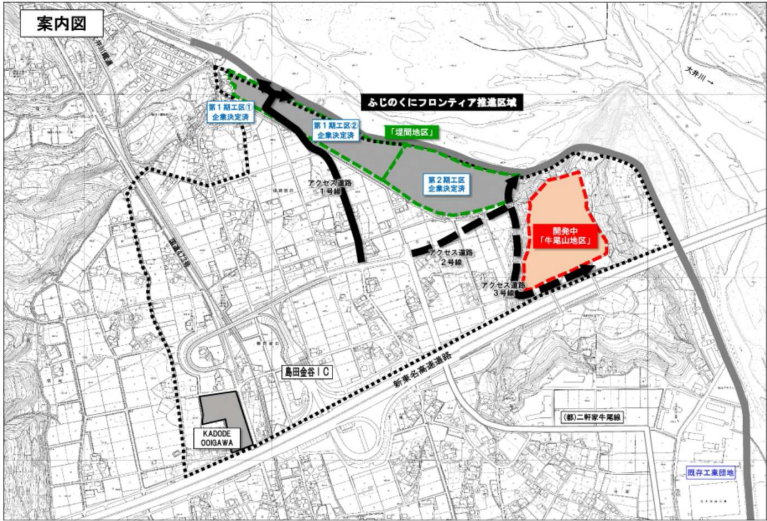 案内図
大井川→
ふじのくにフロンティア推進区域
第1期工区①
企業決定済
第1期工区②
企業決定済
「堤間地区」
第2期工区
企業決定済
アクセス道路
1号線
開発中
「牛尾山地区」
アクセス道路
2号線
アクセス道路
3号線
島田金谷IC
新東名高速道路
KADODE
OOIGAWA
(都)二軒家牛尾線
既存工業団地